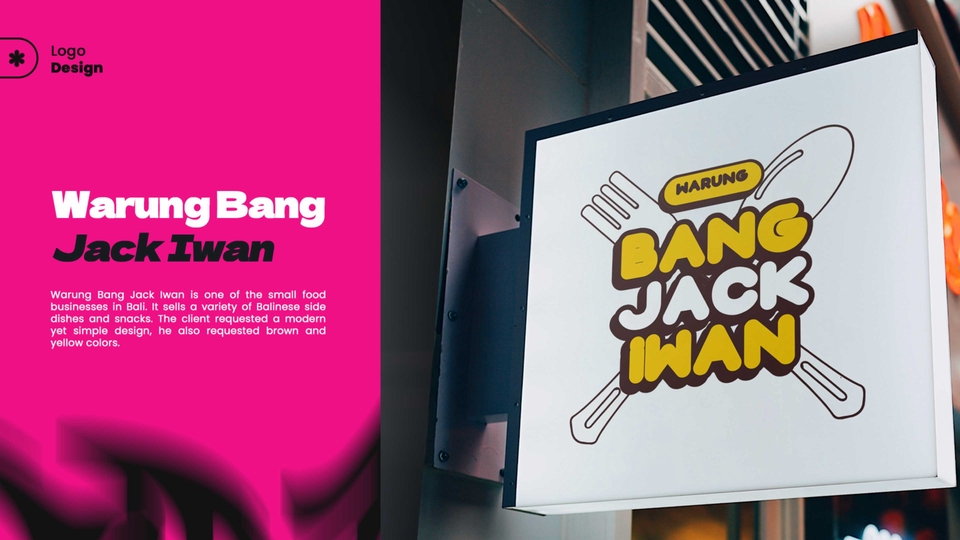 Logo
Design
Warung Bang
Jack Iwan
Warung Bang Jack Iwan is one of the small food
businesses in Bali. It sells a variety of Balinese side
dishes and snacks. The client requested a modern
yet simple design, he also requested brown and
yellow colors.
WARUNG
BANG
JACK
IWAN